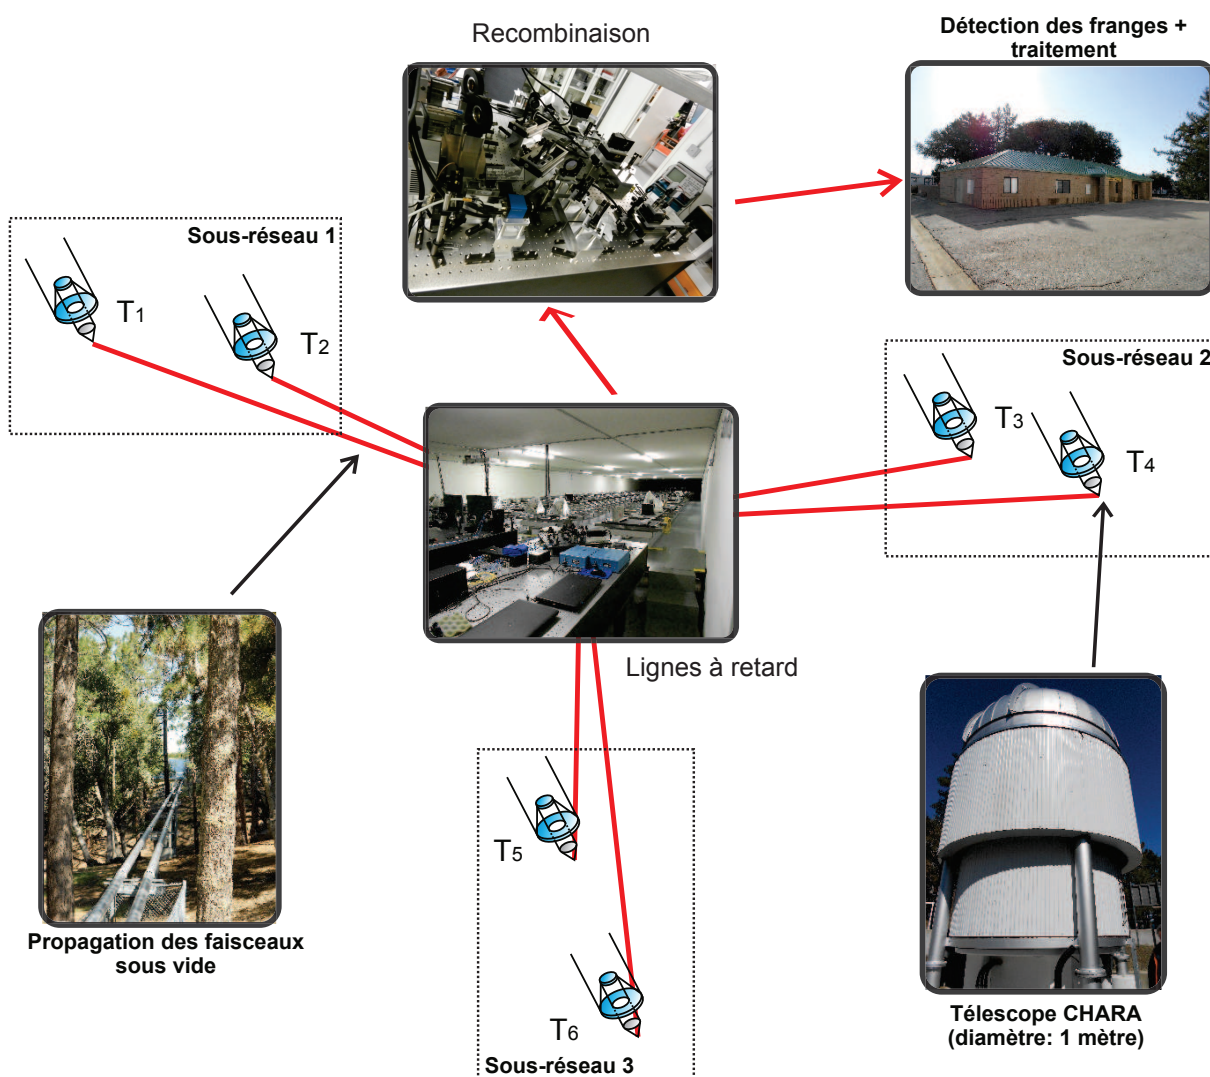 Recombinaison
Détection des franges +
traitement
Sous-réseau 1
T1
T2
Sous-réseau 2
T3
T4
Lignes à retard
T5
T6
Sous-réseau 3
Propagation des faisceaux
sous vide
Télescope CHARA
(diamètre: 1 mètre)